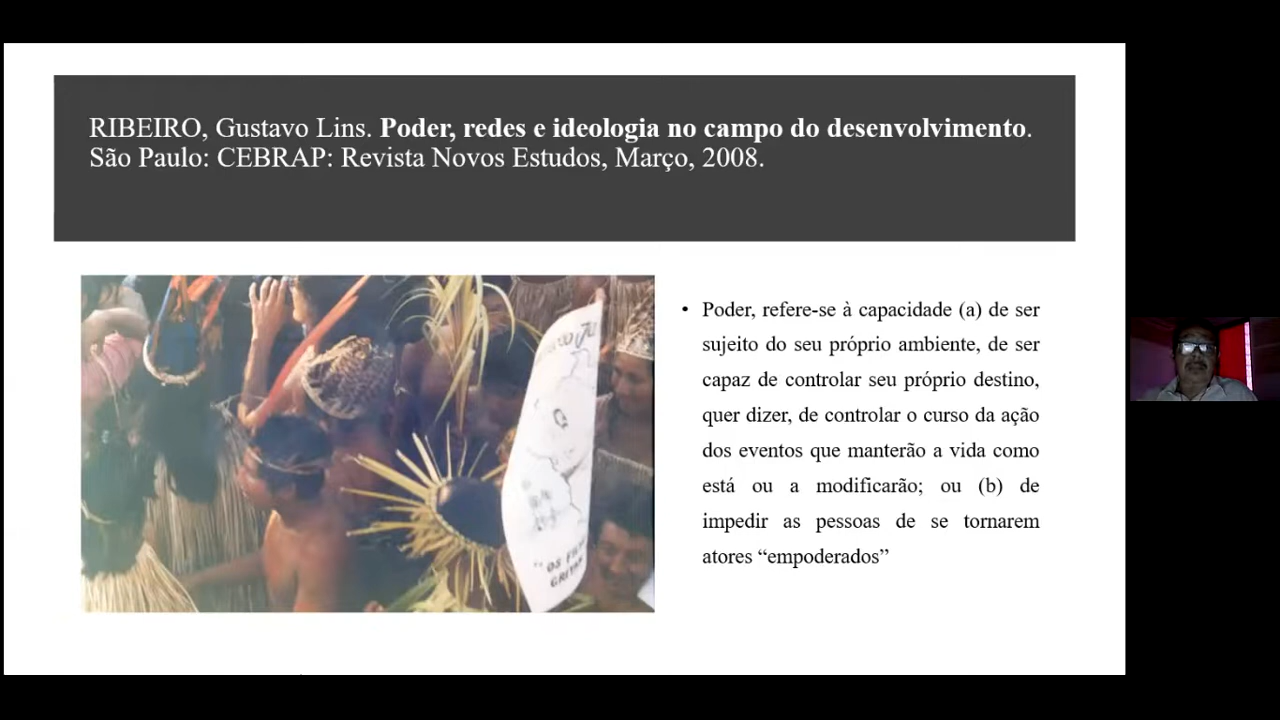 RIBEIRO, Gustavo Lins. Poder, redes e ideologia no campo do desenvolvimento.
São Paulo: CEBRAP: Revista Novos Estudos, Março, 2008.
• Poder, refere-se à capacidade (a) de ser
sujeito do seu próprio ambiente, de ser
capaz de controlar seu próprio destino,
quer dizer, de controlar o curso da ação
dos eventos que manterão a vida como
está ou a modificarão; ou (b) de
impedir as pessoas de se tornarem
atores “empoderados”
"OS